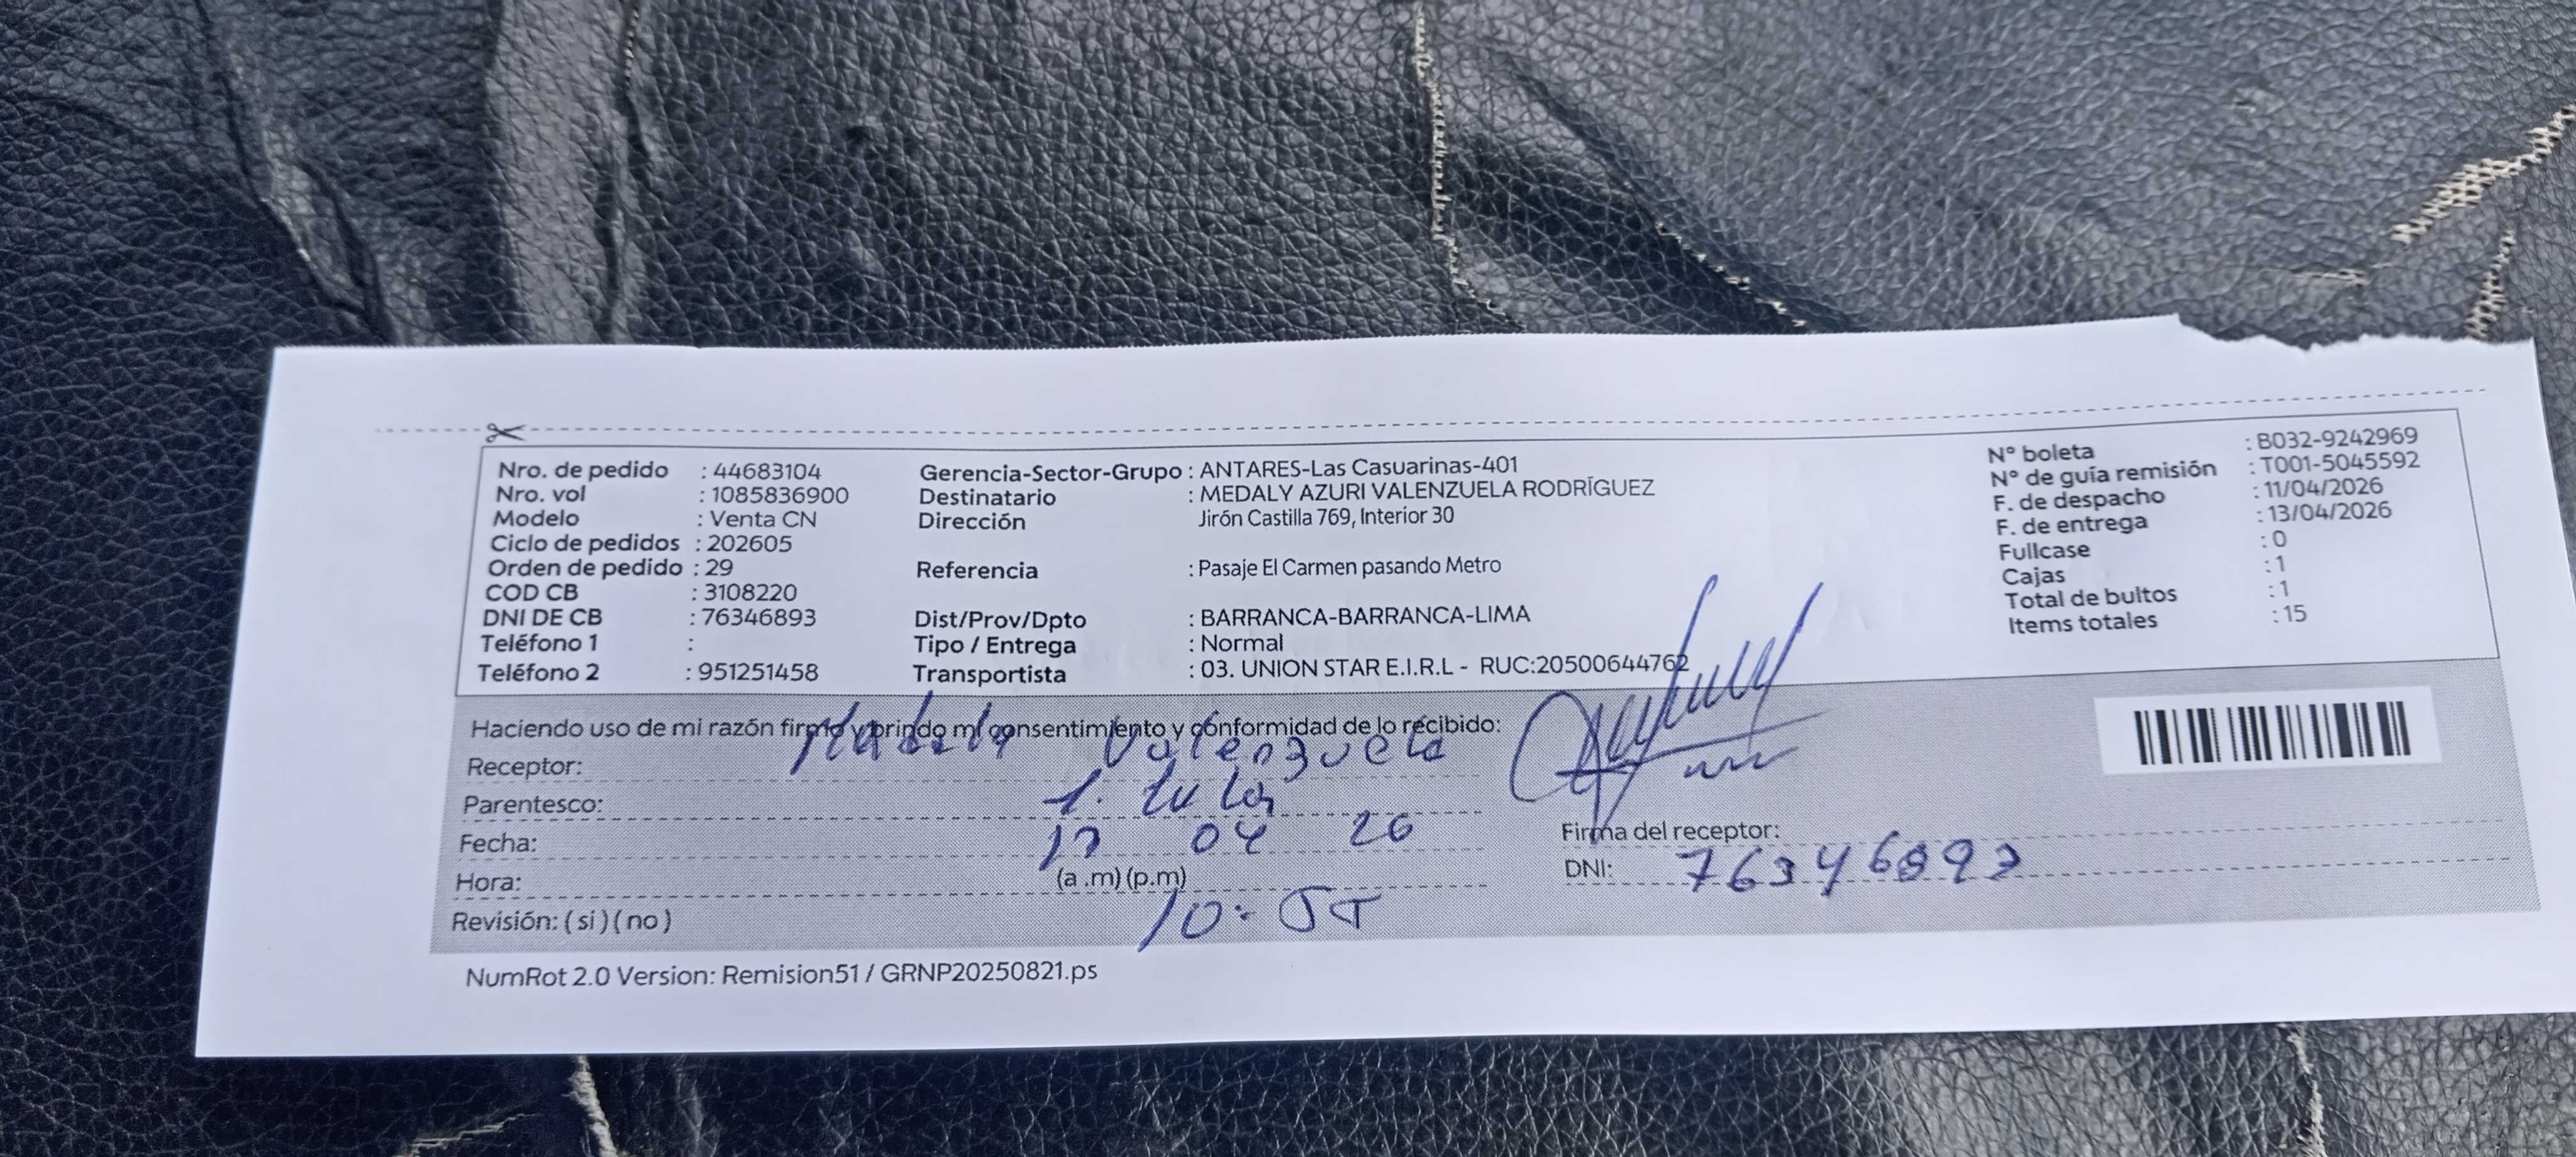 Nro. de pedido : 44683104
Nro. vol : 1085836900
Modelo : Venta CN
Ciclo de pedidos : 202605
Orden de pedido : 29
COD CB : 3108220
DNI DE CB : 76346893
Teléfono 1 :
Teléfono 2 : 951251458
Gerencia-Sector-Grupo : ANTARES-Las Casuarinas-401
Destinatario : MEDALY AZURI VALENZUELA RODRÍGUEZ
Dirección Jirón Castilla 769, Interior 30
Referencia : Pasaje El Carmen pasando Metro
Dist/Prov/Dpto : BARRANCA-BARRANCA-LIMA
Tipo / Entrega : Normal
Transportista : 03. UNION STAR E.I.R.L - RUC:20500644762
N° boleta : B032-9242969
N° de guía remisión : T001-5045592
F. de despacho : 11/04/2026
F. de entrega : 13/04/2026
Fullcase : 0
Cajas : 1
Total de bultos : 1
Items totales : 15
Haciendo uso de mi razón firmo y brindo mi consentimiento y conformidad de lo recibido:
Receptor: Valenzuela
Parentesco:
Fecha: 04 26
Hora: (a .m) (p.m)
10:
Revisión: ( si ) ( no )
Firma del receptor:
DNI: 76346893
NumRot 2.0 Version: Remision51 / GRNP20250821.ps